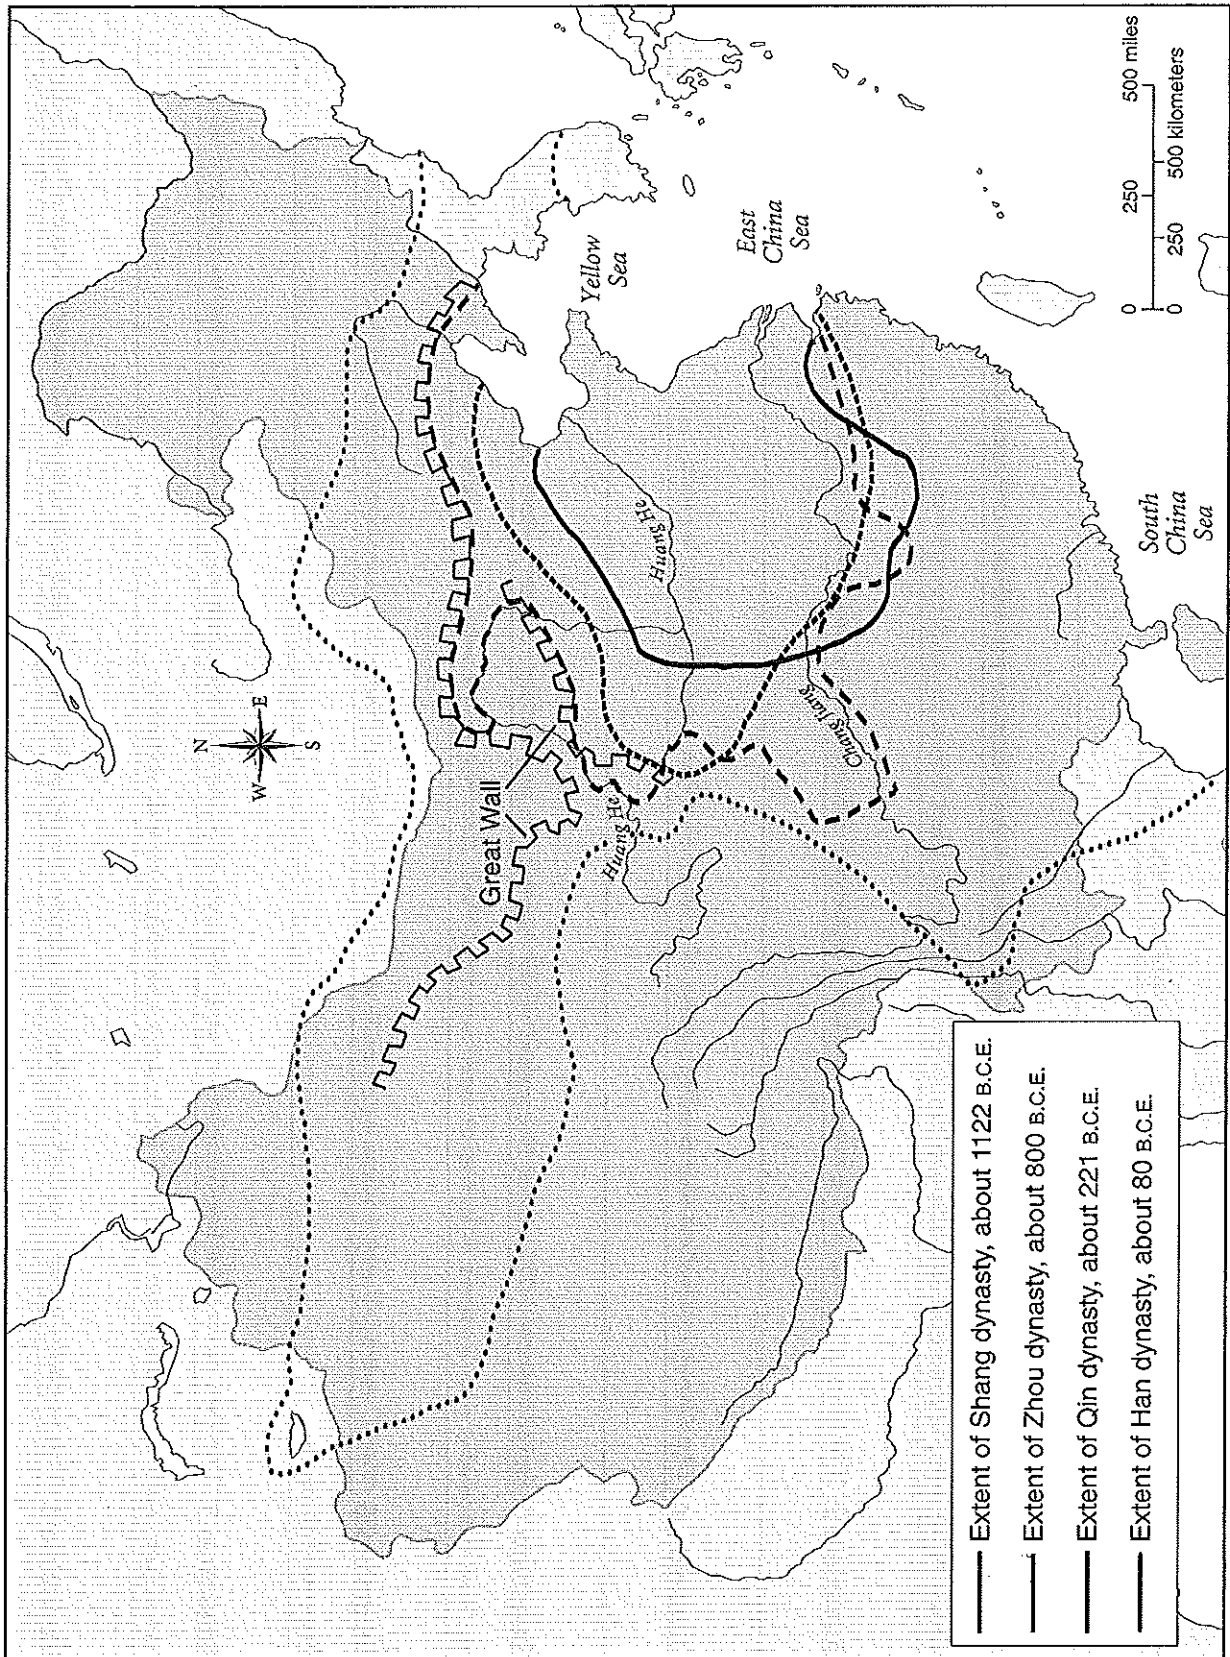 N
W
E
S
Great Wall
Huang He
Huang He
Chang Jiang
Yellow
Sea
East
China
Sea
South
China
Sea
Extent of Shang dynasty, about 1122 B.C.E.
Extent of Zhou dynasty, about 800 B.C.E.
Extent of Qin dynasty, about 221 B.C.E.
Extent of Han dynasty, about 80 B.C.E.
0 250 500 miles
0 250 500 kilometers